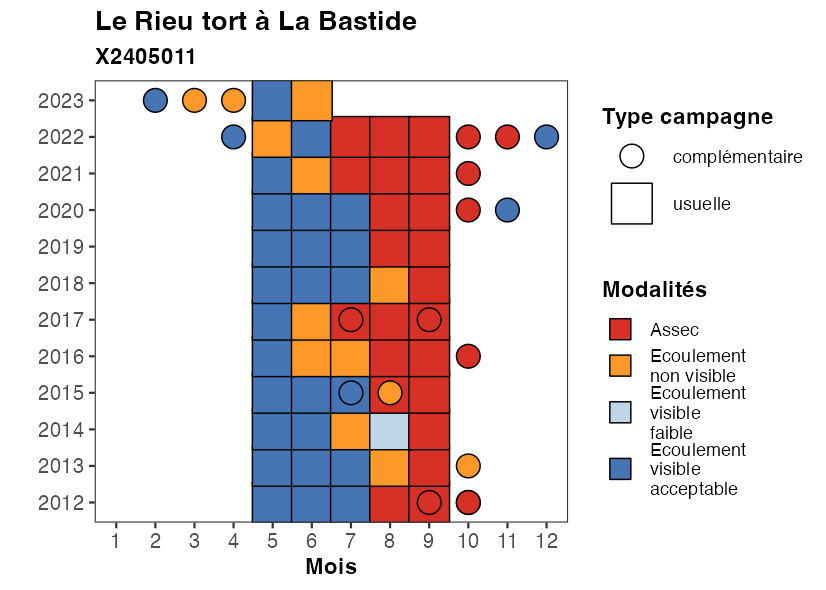 Le Rieu tort à La Bastide
X2405011
2023
2022
2021
2020
2019
2018
2017
2016
2015
2014
2013
2012
1 2 3 4 5 6 7 8 9 10 11 12
Mois
Type campagne
complémentaire
usuelle
Modalités
Assec
Ecoulement
non visible
Ecoulement
visible
faible
Ecoulement
visible
acceptable